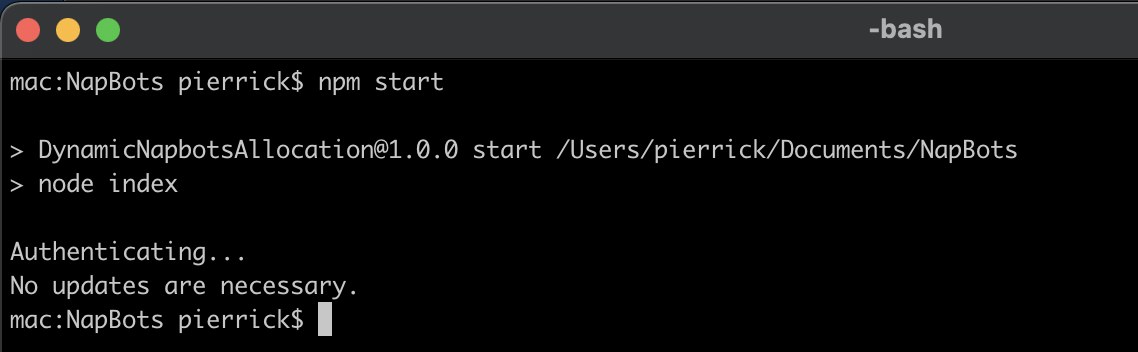 -bash
mac:NapBots pierrick$ npm start
> DynamicNapbotsAllocation@1.0.0 start /Users/pierrick/Documents/NapBots
> node index
Authenticating...
No updates are necessary.
mac:NapBots pierrick$